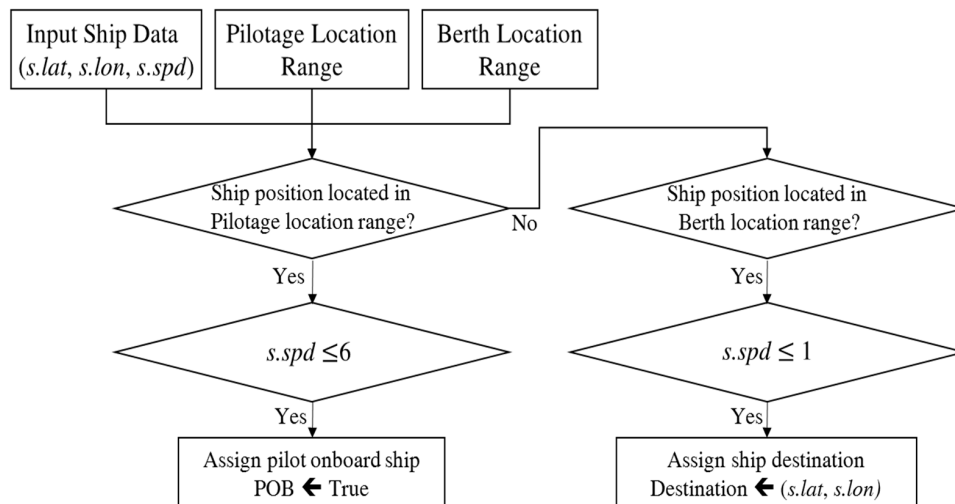 Input Ship Data
(s.lat, s.lon, s.spd)
Pilotage Location
Range
Berth Location
Range
Ship position located in
Pilotage location range?
No
Ship position located in
Berth location range?
Yes
Yes
s.spd ≤6
s.spd ≤ 1
Yes
Yes
Assign pilot onboard ship
POB 🡸 True
Assign ship destination
Destination 🡸 (s.lat, s.lon)